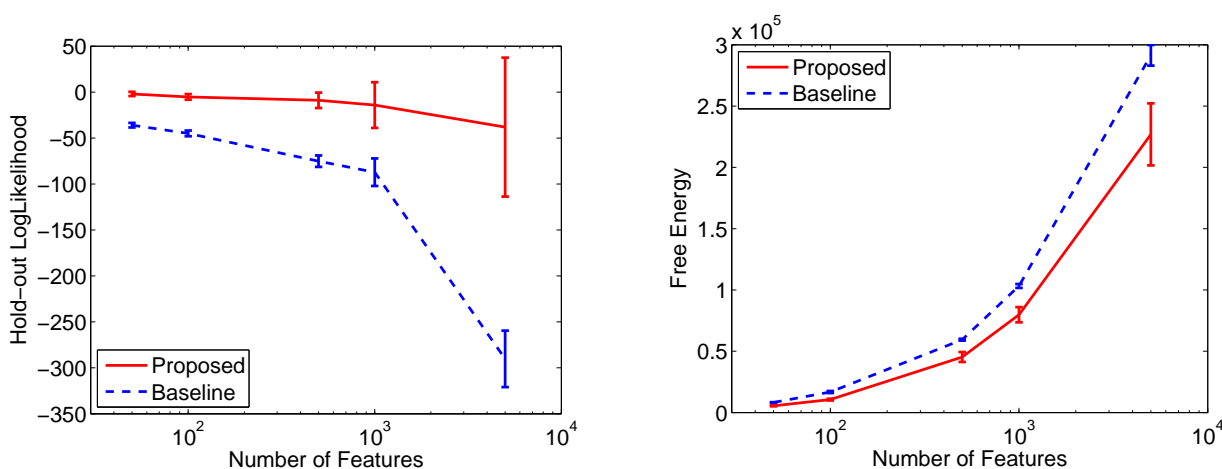 50
0
−50
−100
−150
−200
−250
−300
−350
Hold−out LogLikelihood
Proposed
Baseline
10^2
10^3
10^4
Number of Features
x 10^5
3
2.5
2
1.5
1
0.5
0
Free Energy
Proposed
Baseline
10^2
10^3
10^4
Number of Features